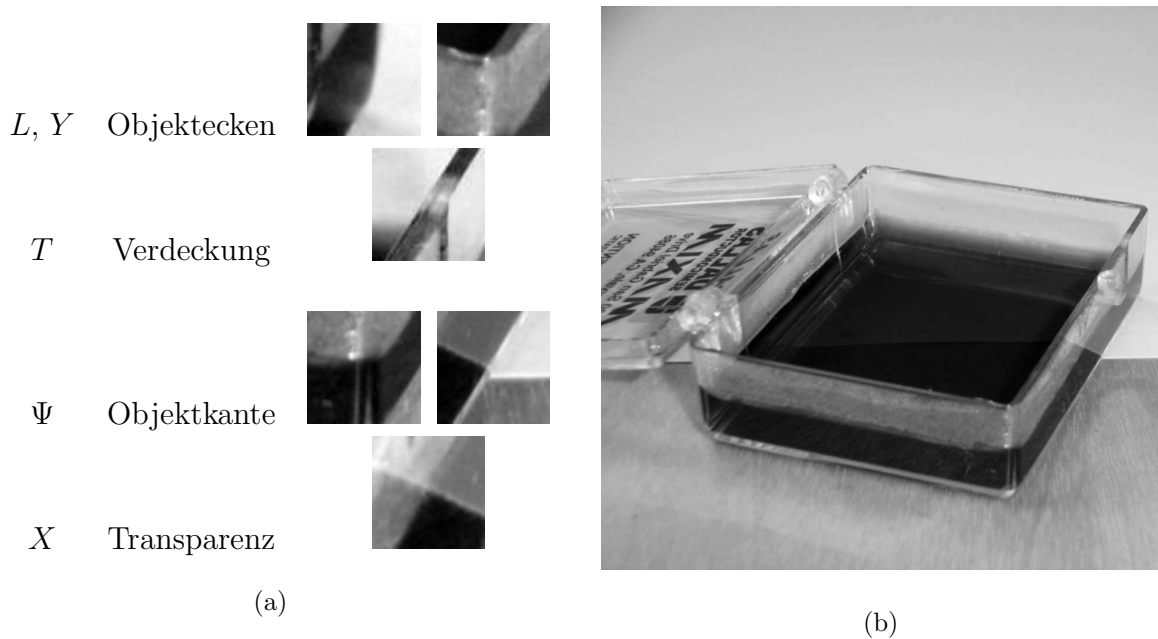 L, Y Objektecken
T Verdeckung
Ψ Objektkante
X Transparenz
(a)
(b)